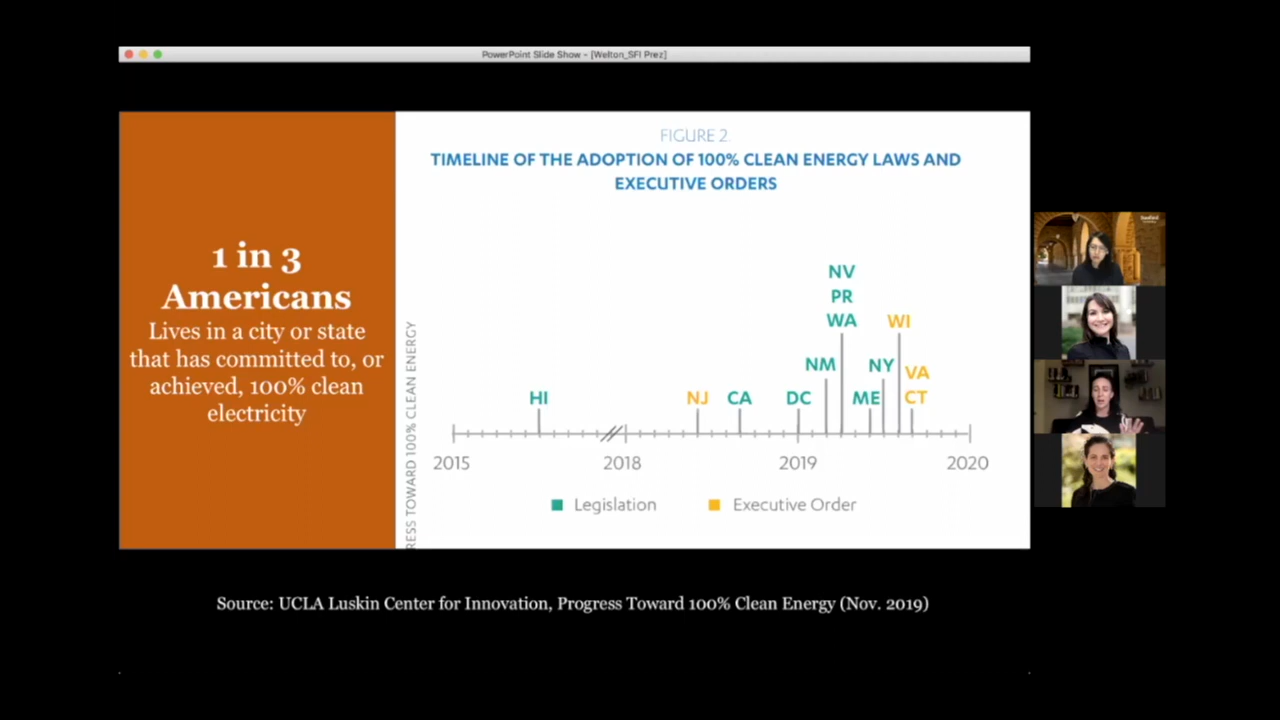 PowerPoint Slide Show - [Welton_SFI Prez]
1 in 3
Americans
Lives in a city or state
that has committed to, or
achieved, 100% clean
electricity
RESS TOWARD 100% CLEAN ENERGY
FIGURE 2.
TIMELINE OF THE ADOPTION OF 100% CLEAN ENERGY LAWS AND
EXECUTIVE ORDERS
NV
PR
WA WI
NM NY VA
HI NJ CA DC ME CT
2015 2018 2019 2020
Legislation Executive Order
Source: UCLA Luskin Center for Innovation, Progress Toward 100% Clean Energy (Nov. 2019)